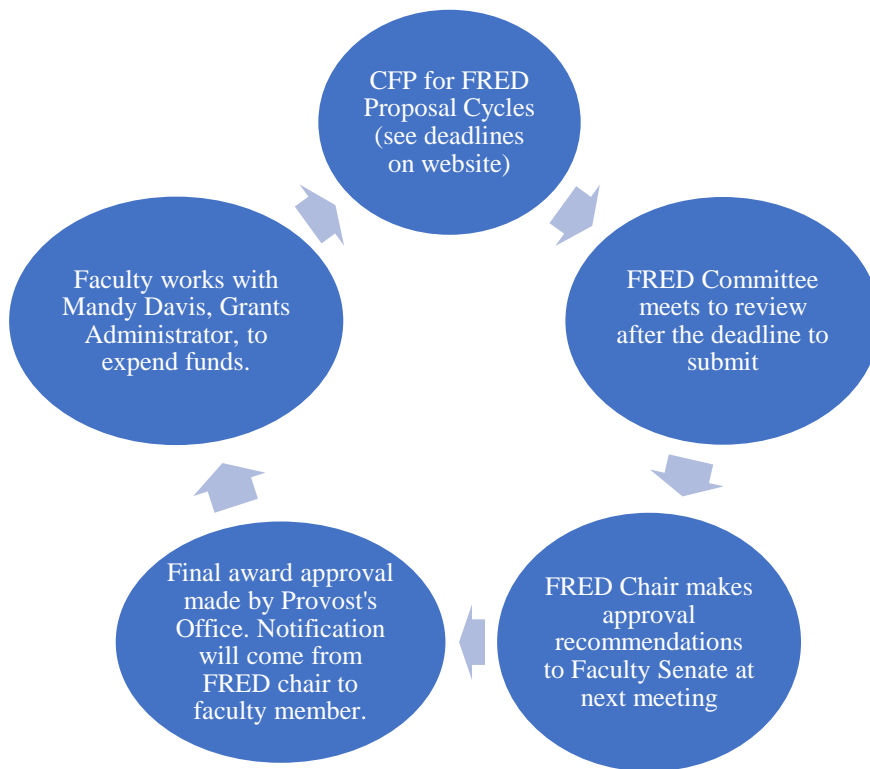 CFP for FRED
Proposal Cycles
(see deadlines
on website)
FRED Committee
meets to review
after the deadline to
submit
FRED Chair makes
approval
recommendations
to Faculty Senate at
next meeting
Final award approval
made by Provost's
Office. Notification
will come from
FRED chair to
faculty member.
Faculty works with
Mandy Davis, Grants
Administrator, to
expend funds.